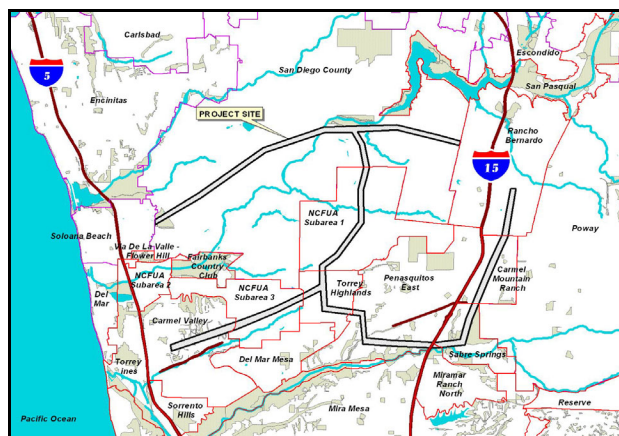 Carlsbad
Escondido
5
San Diego County
San Pasqual
Encinitas
PROJECT SITE
Rancho
Bernardo
15
NCFUA
Subarea 1
Poway
Soloana Beach
Via De La Valle -
Flower Hill
Fairbanks
Country
Club
NCFUA
Subarea 2
NCFUA
Subarea 3
Torrey
Highlands
Penasquitos
East
Carmel
Mountain
Ranch
Del
Mar
Carmel Valley
Del Mar Mesa
Sabre Springs
Torrey
ines
Miramar
Ranch
North
Sorrento
Hills
Mira Mesa
Reserve
Pacific Ocean